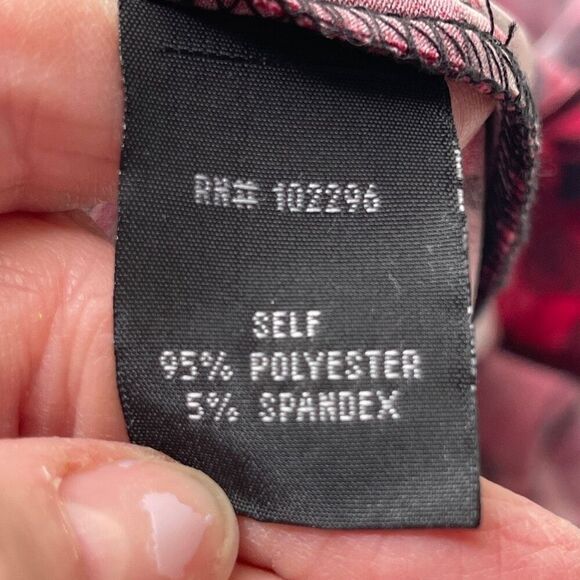 RN# 102296
SELF
95% POLYESTER
5% SPANDEX